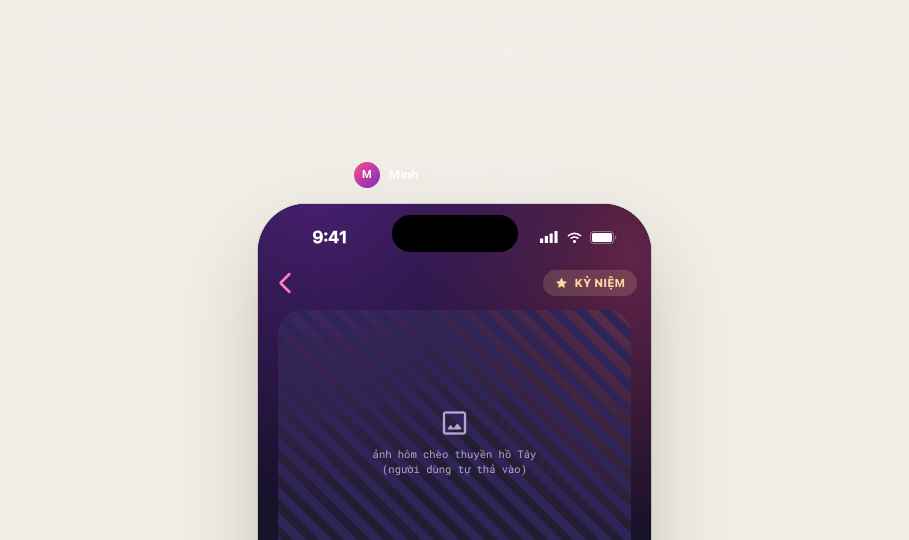 M Minh
9:41
KỶ NIỆM
ảnh hôm chèo thuyền hồ Tây
(người dùng tự thả vào)